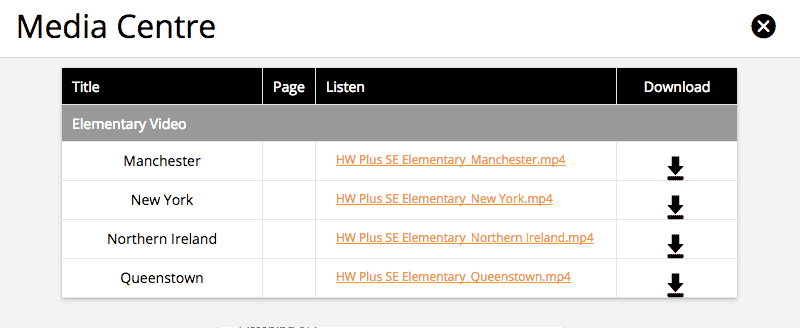 Media Centre
Title Page Listen Download
Elementary Video
Manchester HW Plus SE Elementary_Manchester.mp4
New York HW Plus SE Elementary_New York.mp4
Northern Ireland HW Plus SE Elementary_Northern Ireland.mp4
Queenstown HW Plus SE Elementary_Queenstown.mp4